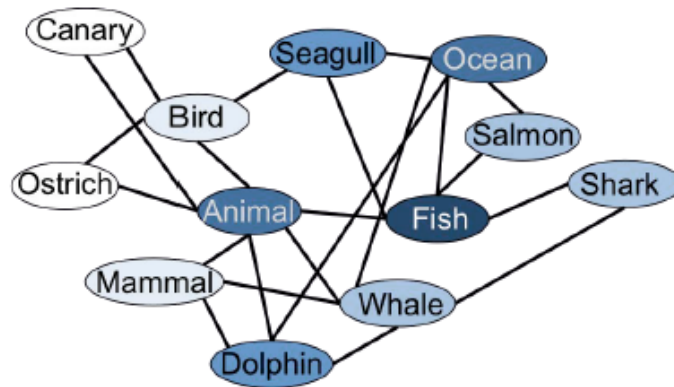 Canary
Seagull
Ocean
Bird
Salmon
Ostrich
Shark
Animal
Fish
Mammal
Whale
Dolphin